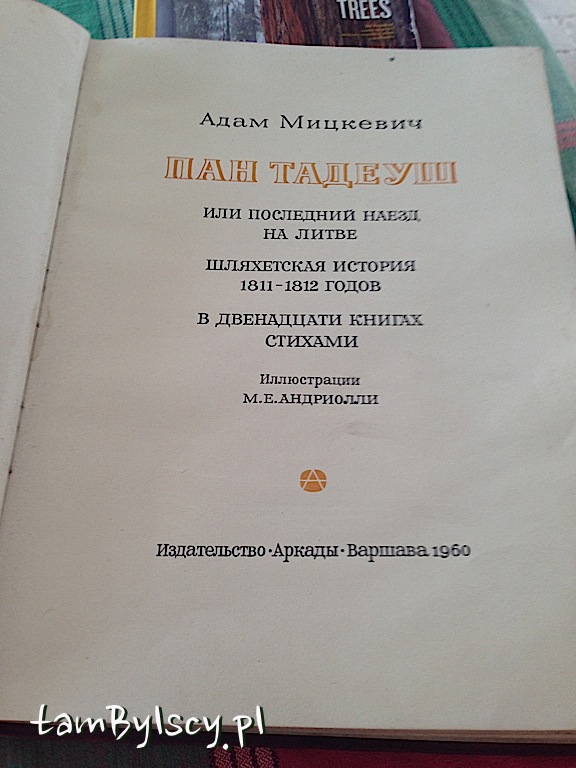 TREES
Адам Мицкевич
ПАН ТАДЕУШ
ИЛИ ПОСЛЕДНИЙ НАЕЗД
НА ЛИТВЕ
ШЛЯХЕТСКАЯ ИСТОРИЯ
1811-1812 ГОДОВ
В ДВЕНАДЦАТИ КНИГАХ
СТИХАМИ
Иллюстрации
М.Е.АНДРИОЛЛИ
А
Издательство·Аркады·Варшава 1960
tamBylscy.pl